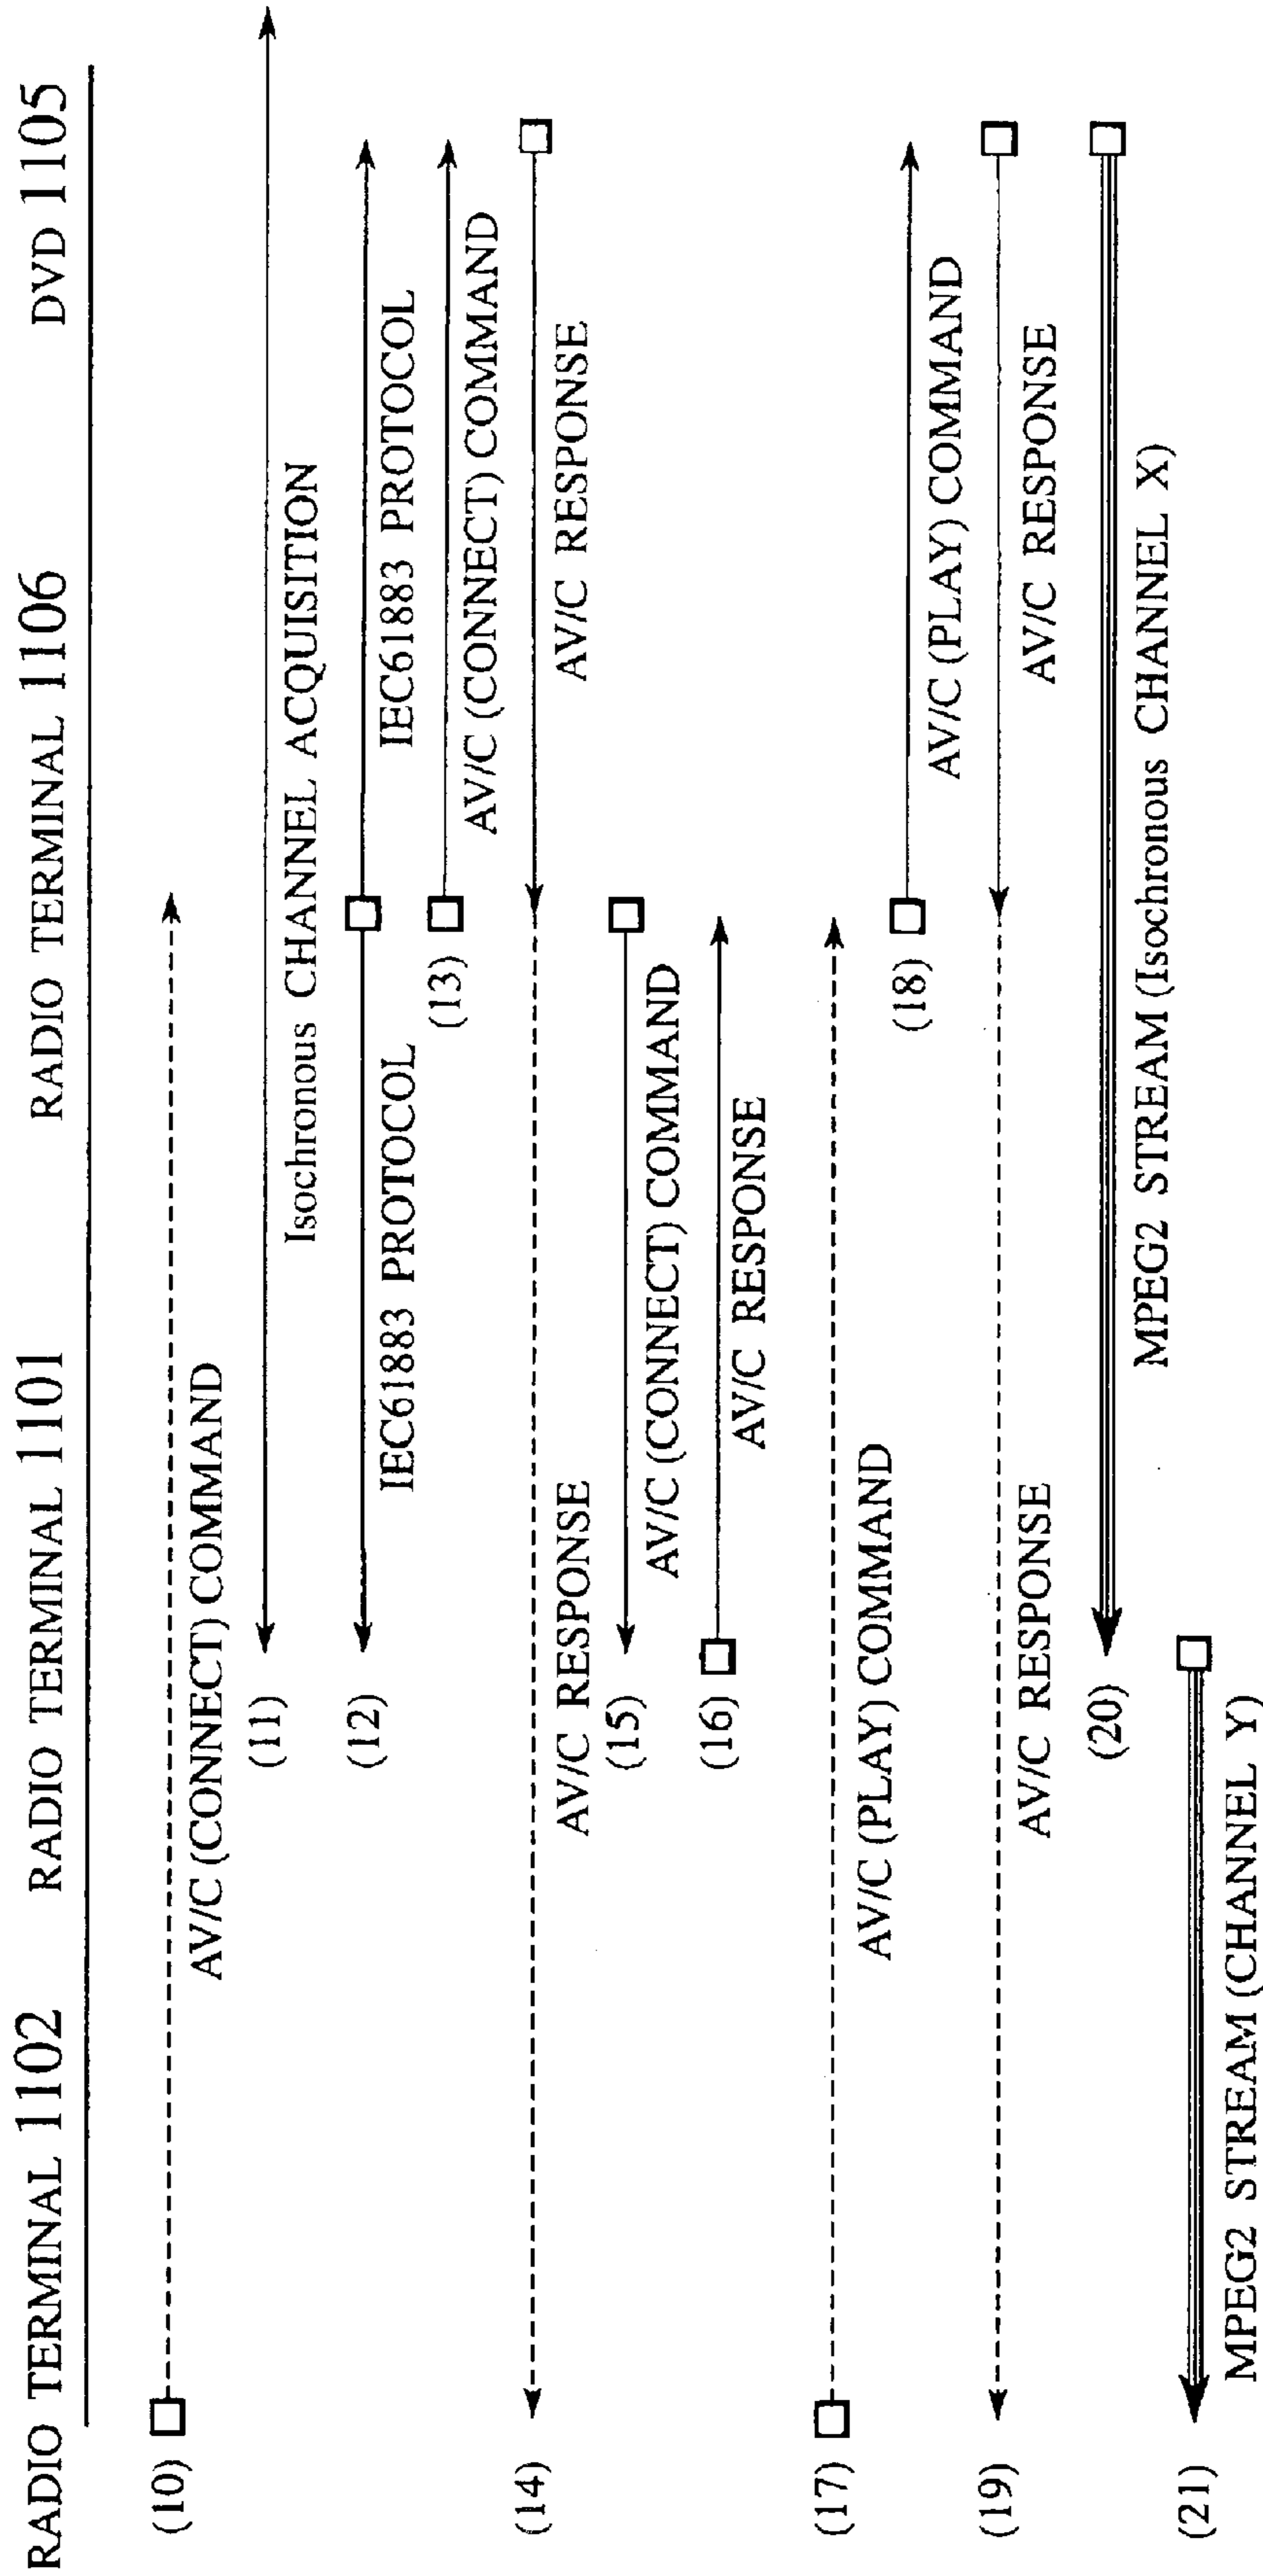 RADIO TERMINAL 1102 RADIO TERMINAL 1101 RADIO TERMINAL 1106 DVD 1105
(10)
AV/C (CONNECT) COMMAND
(11)
Isochronous CHANNEL ACQUISITION
(12)
IEC61883 PROTOCOL IEC61883 PROTOCOL
(13)
AV/C (CONNECT) COMMAND
(14)
AV/C RESPONSE AV/C RESPONSE
(15)
AV/C (CONNECT) COMMAND
(16)
AV/C RESPONSE
(17)
AV/C (PLAY) COMMAND
(18)
AV/C (PLAY) COMMAND
(19)
AV/C RESPONSE AV/C RESPONSE
(20)
MPEG2 STREAM (Isochronous CHANNEL X)
(21)
MPEG2 STREAM (CHANNEL Y)